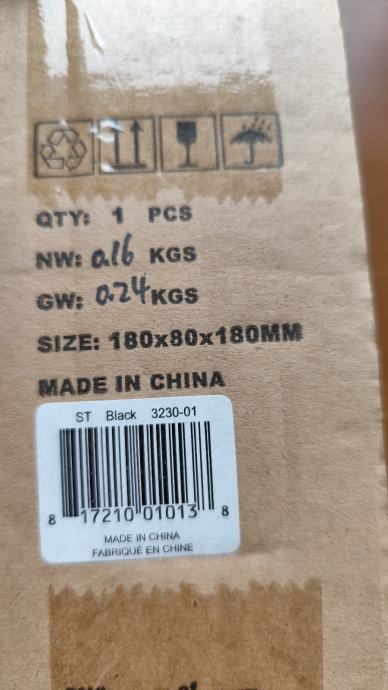 QTY: 1 PCS
NW: 0.16 KGS
GW: 0.24 KGS
SIZE: 180x80x180MM
MADE IN CHINA
ST Black 3230-01
8 17210 01013 8
MADE IN CHINA
FABRIQUÉ EN CHINE